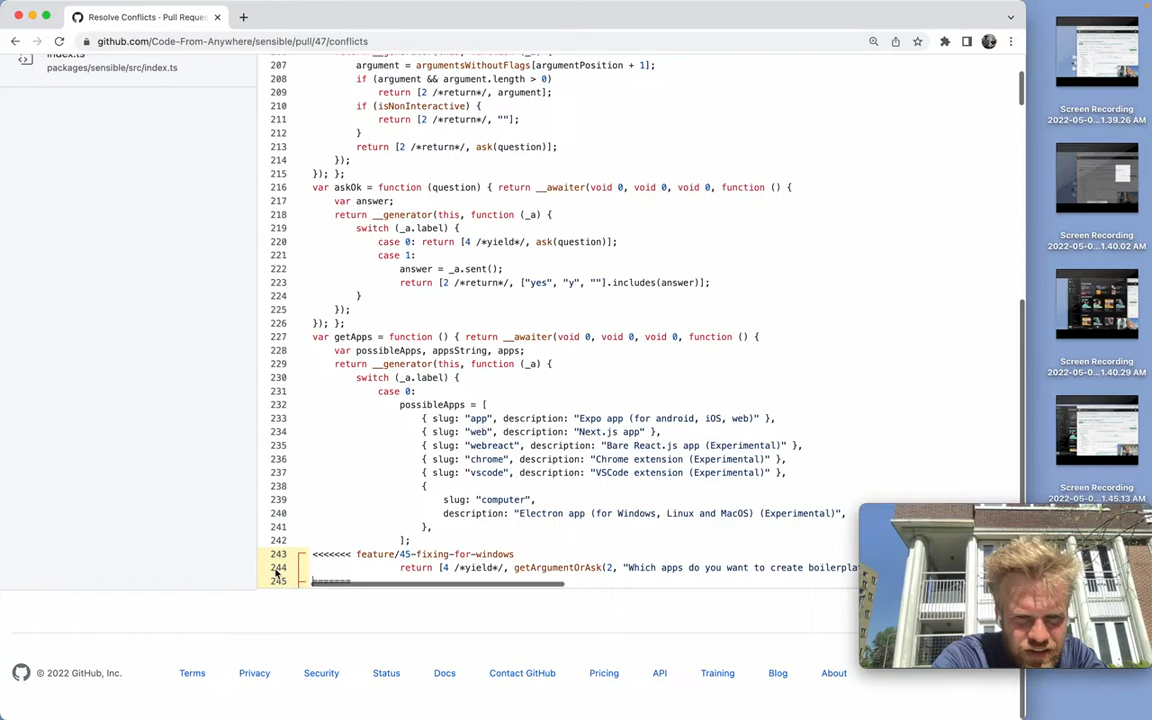 Resolve Conflicts · Pull Reques
github.com/Code-From-Anywhere/sensible/pull/47/conflicts
index.ts
packages/sensible/src/index.ts
207 argument = argumentsWithoutFlags[argumentPosition + 1];
208 if (argument && argument.length > 0)
209 return [2 /*return*/, argument];
210 if (isNonInteractive) {
211 return [2 /*return*/, ""];
212 }
213 return [2 /*return*/, ask(question)];
214 });
215 }); };
216 var askOk = function (question) { return __awaiter(void 0, void 0, void 0, function () {
217 var answer;
218 return __generator(this, function (_a) {
219 switch (_a.label) {
220 case 0: return [4 /*yield*/, ask(question)];
221 case 1:
222 answer = _a.sent();
223 return [2 /*return*/, ["yes", "y", ""].includes(answer)];
224 }
225 });
226 }); };
227 var getApps = function () { return __awaiter(void 0, void 0, void 0, function () {
228 var possibleApps, appsString, apps;
229 return __generator(this, function (_a) {
230 switch (_a.label) {
231 case 0:
232 possibleApps = [
233 { slug: "app", description: "Expo app (for android, iOS, web)" },
234 { slug: "web", description: "Next.js app" },
235 { slug: "webreact", description: "Bare React.js app (Experimental)" },
236 { slug: "chrome", description: "Chrome extension (Experimental)" },
237 { slug: "vscode", description: "VSCode extension (Experimental)" },
238 {
239 slug: "computer",
240 description: "Electron app (for Windows, Linux and MacOS) (Experimental)",
241 },
242 ];
243 <<<<<<< feature/45-fixing-for-windows
244 return [4 /*yield*/, getArgumentOrAsk(2, "Which apps do you want to create boilerpla
245 =======
© 2022 GitHub, Inc.
Terms
Privacy
Security
Status
Docs
Contact GitHub
Pricing
API
Training
Blog
About
Screen Recording
2022-05-0...1.39.26 AM
Screen Recording
2022-05-0...1.40.02 AM
Screen Recording
2022-05-0...1.40.29 AM
Screen Recording
2022-05-0...1.45.13 AM